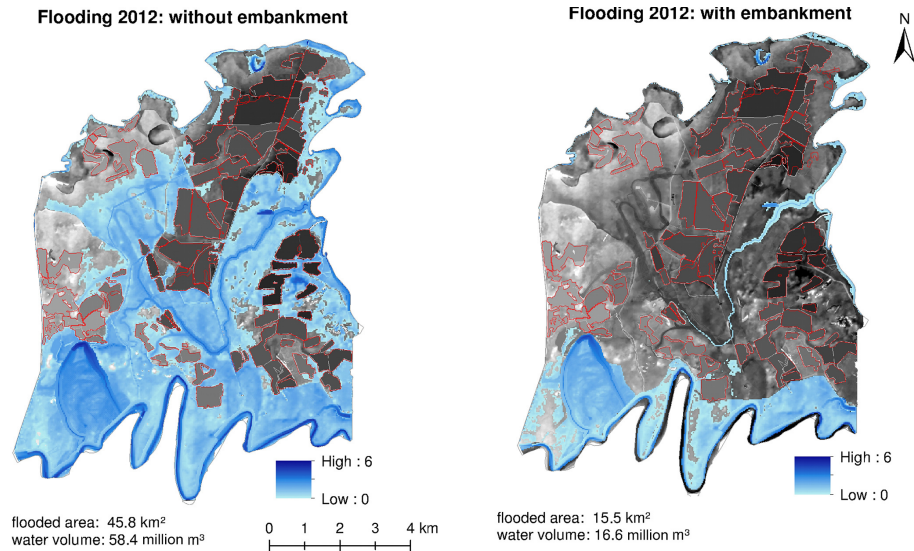 Flooding 2012: without embankment
High : 6
Low : 0
flooded area: 45.8 km²
water volume: 58.4 million m³
0 1 2 3 4 km
Flooding 2012: with embankment
N
High : 6
Low : 0
flooded area: 15.5 km²
water volume: 16.6 million m³